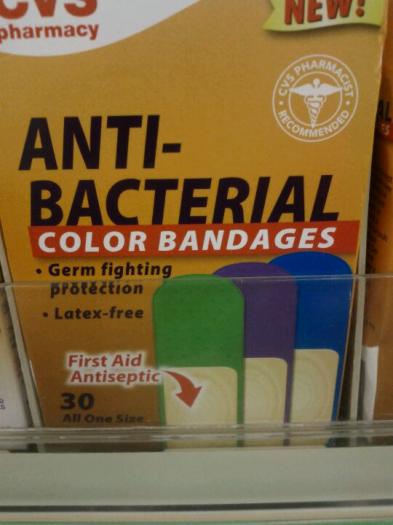 CVS
pharmacy
NEW!
CVS PHARMACIST
RECOMMENDED
ANTI-
BACTERIAL
COLOR BANDAGES
• Germ fighting
protection
• Latex-free
First Aid
Antiseptic
30
All One Size